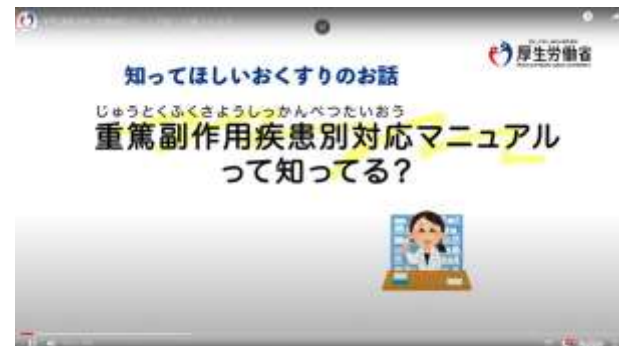 厚生労働省
知ってほしいおくすりのお話
じゅうとくふくさようしっかんべつたいおう
重篤副作用疾患別対応マニュアル
って知ってる？